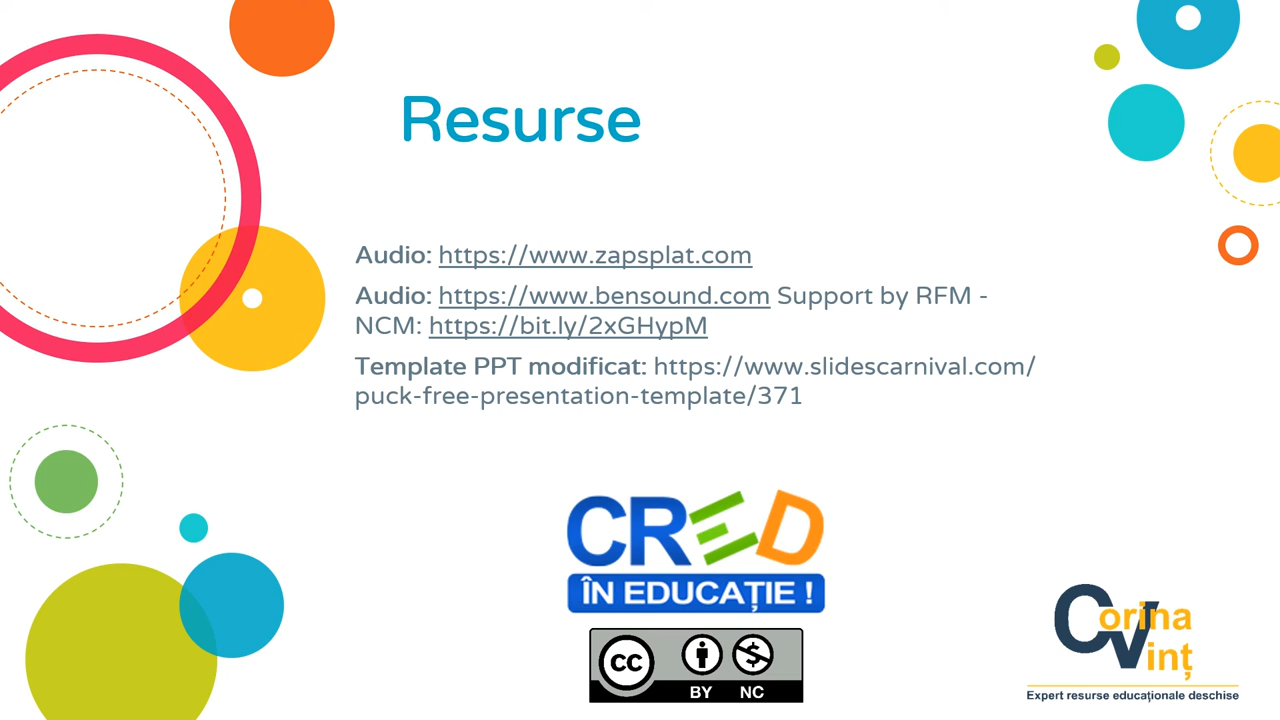 Resurse
Audio: https://www.zapsplat.com
Audio: https://www.bensound.com Support by RFM -
NCM: https://bit.ly/2xGHypM
Template PPT modificat: https://www.slidescarnival.com/
puck-free-presentation-template/371
CRED
ÎN EDUCAȚIE !
CC BY NC
Corina
Vinț
Expert resurse educaționale deschise